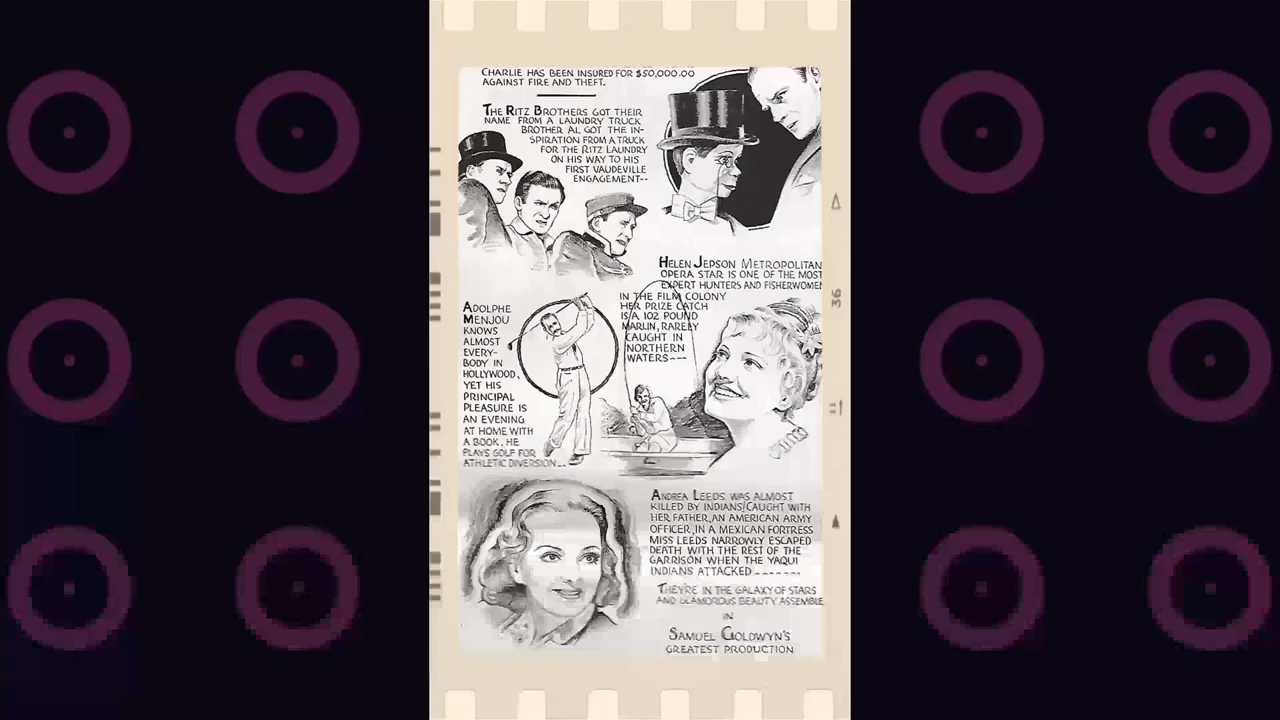 CHARLIE HAS BEEN INSURED FOR $50,000.00
AGAINST FIRE AND THEFT.
THE RITZ BROTHERS GOT THEIR
NAME FROM A LAUNDRY TRUCK
BROTHER AL GOT THE IN-
SPIRATION FROM A TRUCK
FOR THE RITZ LAUNDRY
ON HIS WAY TO HIS
FIRST VAUDEVILLE
ENGAGEMENT--
HELEN JEPSON METROPOLITAN
OPERA STAR IS ONE OF THE MOST
EXPERT HUNTERS AND FISHERWOMEN
IN THE FILM COLONY
HER PRIZE CATCH
IS A 102 POUND
MARLIN, RARELY
CAUGHT IN
NORTHERN
WATERS---
ADOLPHE
MENJOU
KNOWS
ALMOST
EVERY-
BODY IN
HOLLYWOOD,
YET HIS
PRINCIPAL
PLEASURE IS
AN EVENING
AT HOME WITH
A BOOK. HE
PLAYS GOLF FOR
ATHLETIC DIVERSION--
ANDREA LEEDS WAS ALMOST
KILLED BY INDIANS! CAUGHT WITH
HER FATHER, AN AMERICAN ARMY
OFFICER, IN A MEXICAN FORTRESS
MISS LEEDS NARROWLY ESCAPED
DEATH WITH THE REST OF THE
GARRISON WHEN THE YAQUI
INDIANS ATTACKED-------
THEY'RE IN THE GALAXY OF STARS
AND GLAMOROUS BEAUTY ASSEMBLE
IN
SAMUEL GOLDWYN'S
GREATEST PRODUCTION
36
11